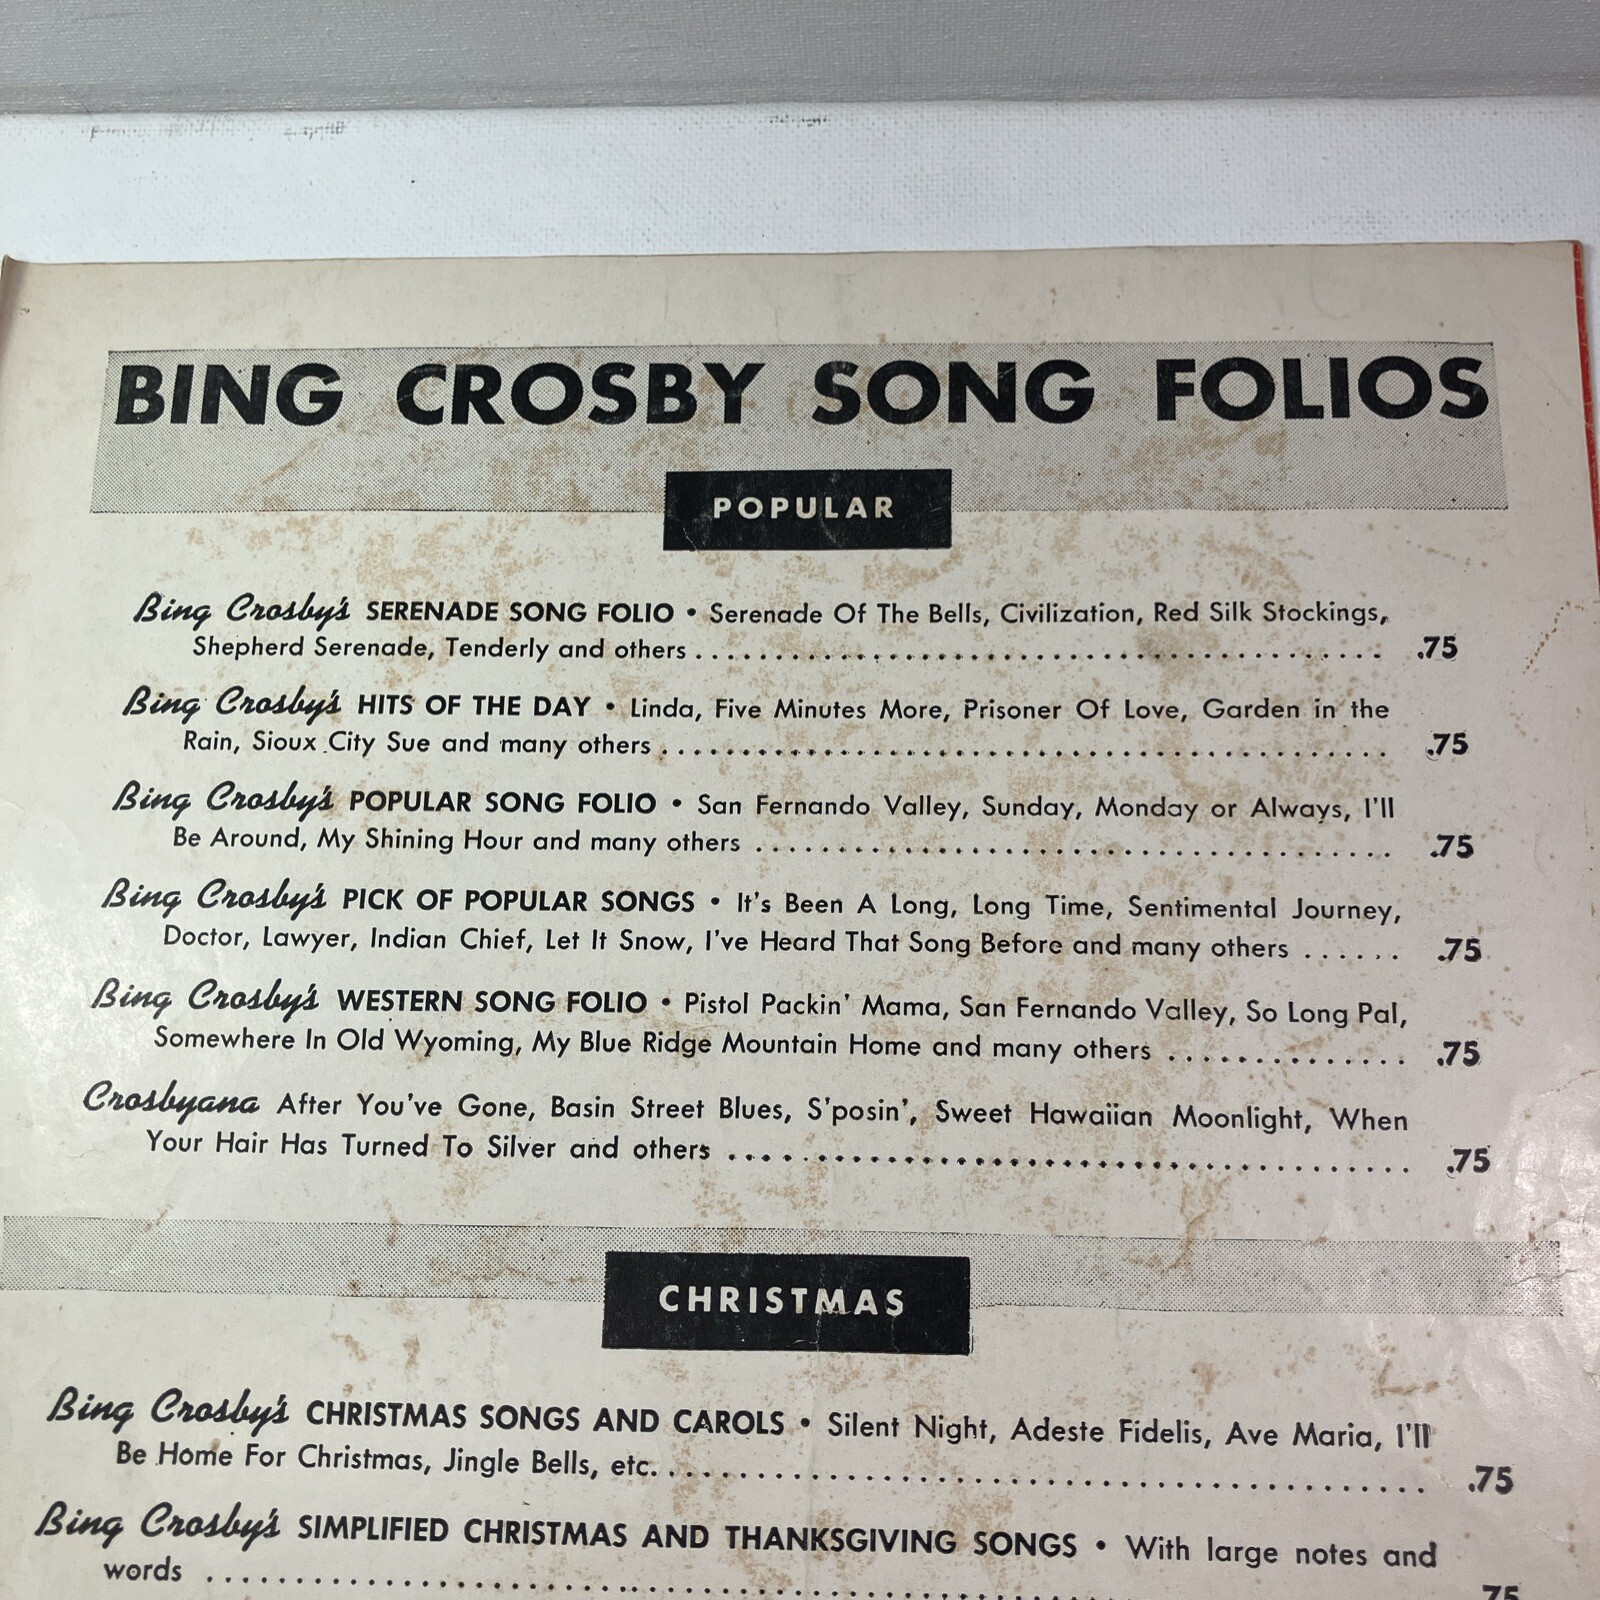 BING CROSBY SONG FOLIOS
POPULAR
Bing Crosby's SERENADE SONG FOLIO • Serenade Of The Bells, Civilization, Red Silk Stockings,
Shepherd Serenade, Tenderly and others . . . . . . . . . . . . . . . . . . . . . . . . . . . . . . . . . . . . . . . . . . .75
Bing Crosby's HITS OF THE DAY • Linda, Five Minutes More, Prisoner Of Love, Garden in the
Rain, Sioux City Sue and many others . . . . . . . . . . . . . . . . . . . . . . . . . . . . . . . . . . . . . . . . . . . . .75
Bing Crosby's POPULAR SONG FOLIO • San Fernando Valley, Sunday, Monday or Always, I'll
Be Around, My Shining Hour and many others . . . . . . . . . . . . . . . . . . . . . . . . . . . . . . . . . . . . . .75
Bing Crosby's PICK OF POPULAR SONGS • It's Been A Long, Long Time, Sentimental Journey,
Doctor, Lawyer, Indian Chief, Let It Snow, I've Heard That Song Before and many others . . . . . . .75
Bing Crosby's WESTERN SONG FOLIO • Pistol Packin' Mama, San Fernando Valley, So Long Pal,
Somewhere In Old Wyoming, My Blue Ridge Mountain Home and many others . . . . . . . . . . . . . . .75
Crosbyana After You've Gone, Basin Street Blues, S'posin', Sweet Hawaiian Moonlight, When
Your Hair Has Turned To Silver and others . . . . . . . . . . . . . . . . . . . . . . . . . . . . . . . . . . . . . . . . .75
CHRISTMAS
Bing Crosby's CHRISTMAS SONGS AND CAROLS • Silent Night, Adeste Fidelis, Ave Maria, I'll
Be Home For Christmas, Jingle Bells, etc. . . . . . . . . . . . . . . . . . . . . . . . . . . . . . . . . . . . . . . . . . . .75
Bing Crosby's SIMPLIFIED CHRISTMAS AND THANKSGIVING SONGS • With large notes and
words . . . . . . . . . . . . . . . . . . . . . . . . . . . . . . . . . . . . . . . . . . . . . . . . . . . . . . . . . .75